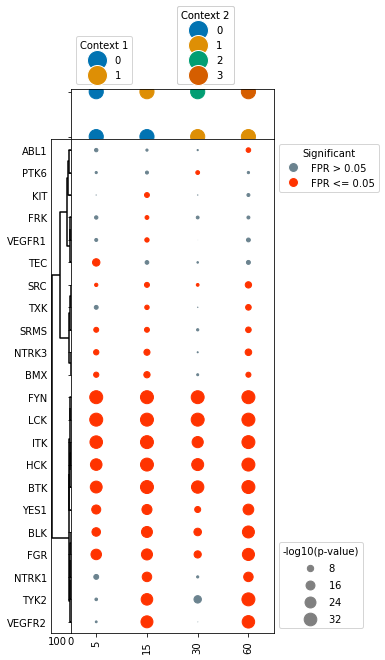 Context 2
0
1
2
3
Context 1
0
1
Significant
FPR > 0.05
FPR <= 0.05
ABL1
PTK6
KIT
FRK
VEGFR1
TEC
SRC
TXK
SRMS
NTRK3
BMX
FYN
LCK
ITK
HCK
BTK
YES1
BLK
FGR
NTRK1
TYK2
VEGFR2
-log10(p-value)
8
16
24
32
100 0
5
15
30
60